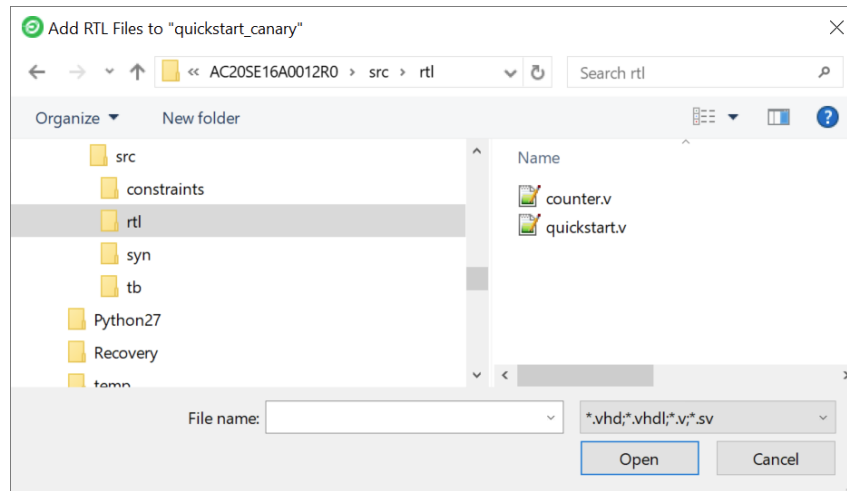 Add RTL Files to "quickstart_canary"
« AC20SE16A0012R0 › src › rtl
Search rtl
Organize
New folder
src
constraints
rtl
syn
tb
Python27
Recovery
temp
Name
counter.v
quickstart.v
File name:
*.vhd;*.vhdl;*.v;*.sv
Open
Cancel